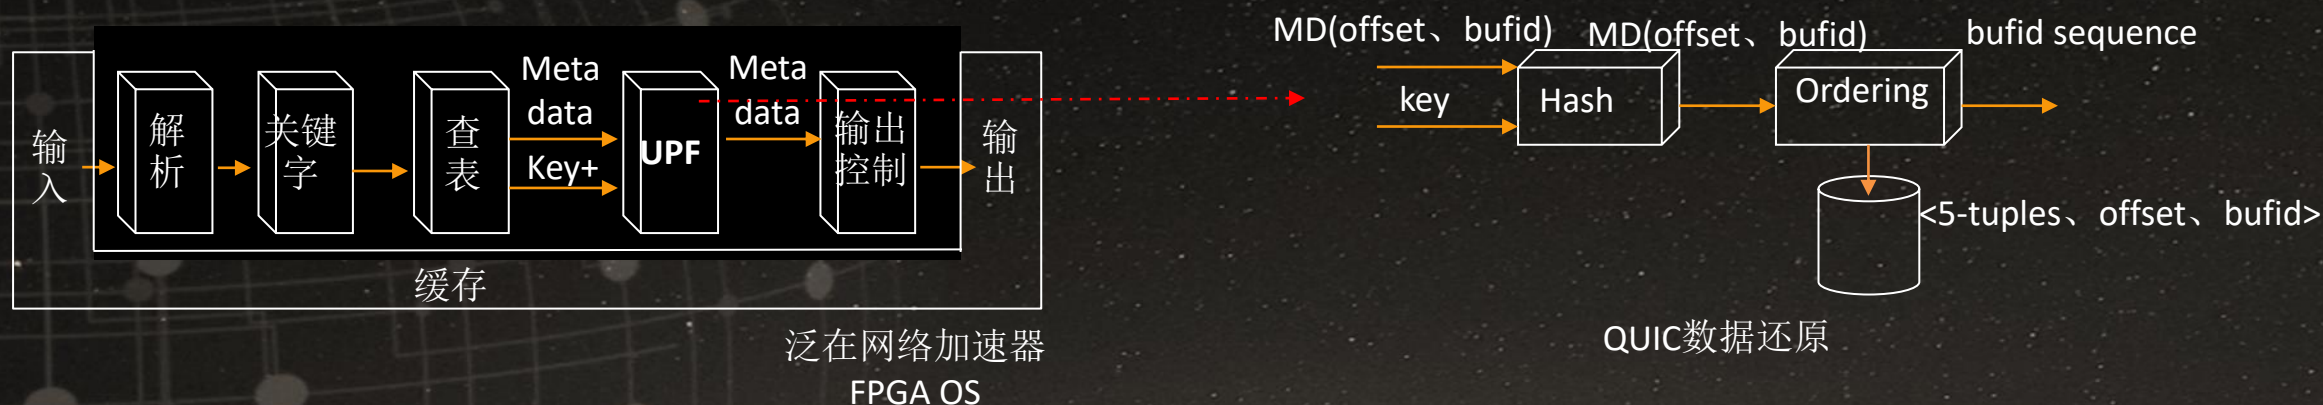 输入
解析
关键字
查表
Meta data
Key+
UPF
Meta data
输出控制
输出
缓存
泛在网络加速器
FPGA OS
MD(offset、bufid)
key
Hash
MD(offset、bufid)
Ordering
bufid sequence
<5-tuples、offset、bufid>
QUIC数据还原